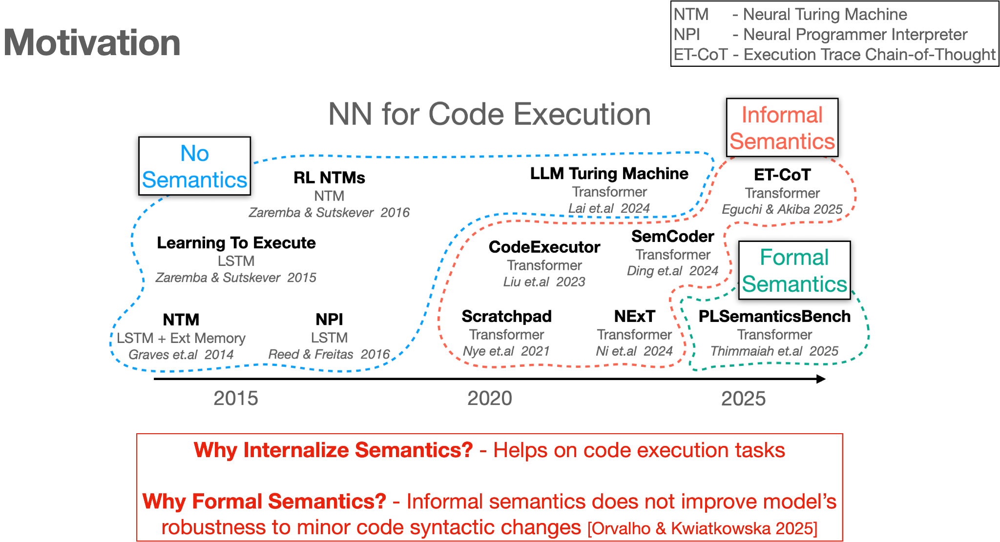 Motivation
NTM - Neural Turing Machine
NPI - Neural Programmer Interpreter
ET-CoT - Execution Trace Chain-of-Thought
NN for Code Execution
No
Semantics
Informal
Semantics
RL NTMs
NTM
Zaremba & Sutskever 2016
LLM Turing Machine
Transformer
Lai et.al 2024
ET-CoT
Transformer
Eguchi & Akiba 2025
Learning To Execute
LSTM
Zaremba & Sutskever 2015
CodeExecutor
Transformer
Liu et.al 2023
SemCoder
Transformer
Ding et.al 2024
Formal
Semantics
NTM
LSTM + Ext Memory
Graves et.al 2014
NPI
LSTM
Reed & Freitas 2016
Scratchpad
Transformer
Nye et.al 2021
NExT
Transformer
Ni et.al 2024
PLSemanticsBench
Transformer
Thimmaiah et.al 2025
2015
2020
2025
Why Internalize Semantics? - Helps on code execution tasks
Why Formal Semantics? - Informal semantics does not improve model’s
robustness to minor code syntactic changes [Orvalho & Kwiatkowska 2025]